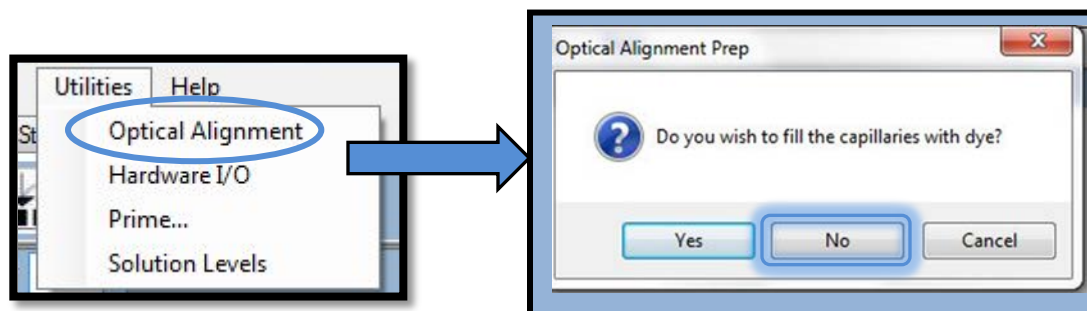 Utilities Help
St
Optical Alignment
Hardware I/O
Prime...
Solution Levels
Optical Alignment Prep
Do you wish to fill the capillaries with dye?
Yes No Cancel